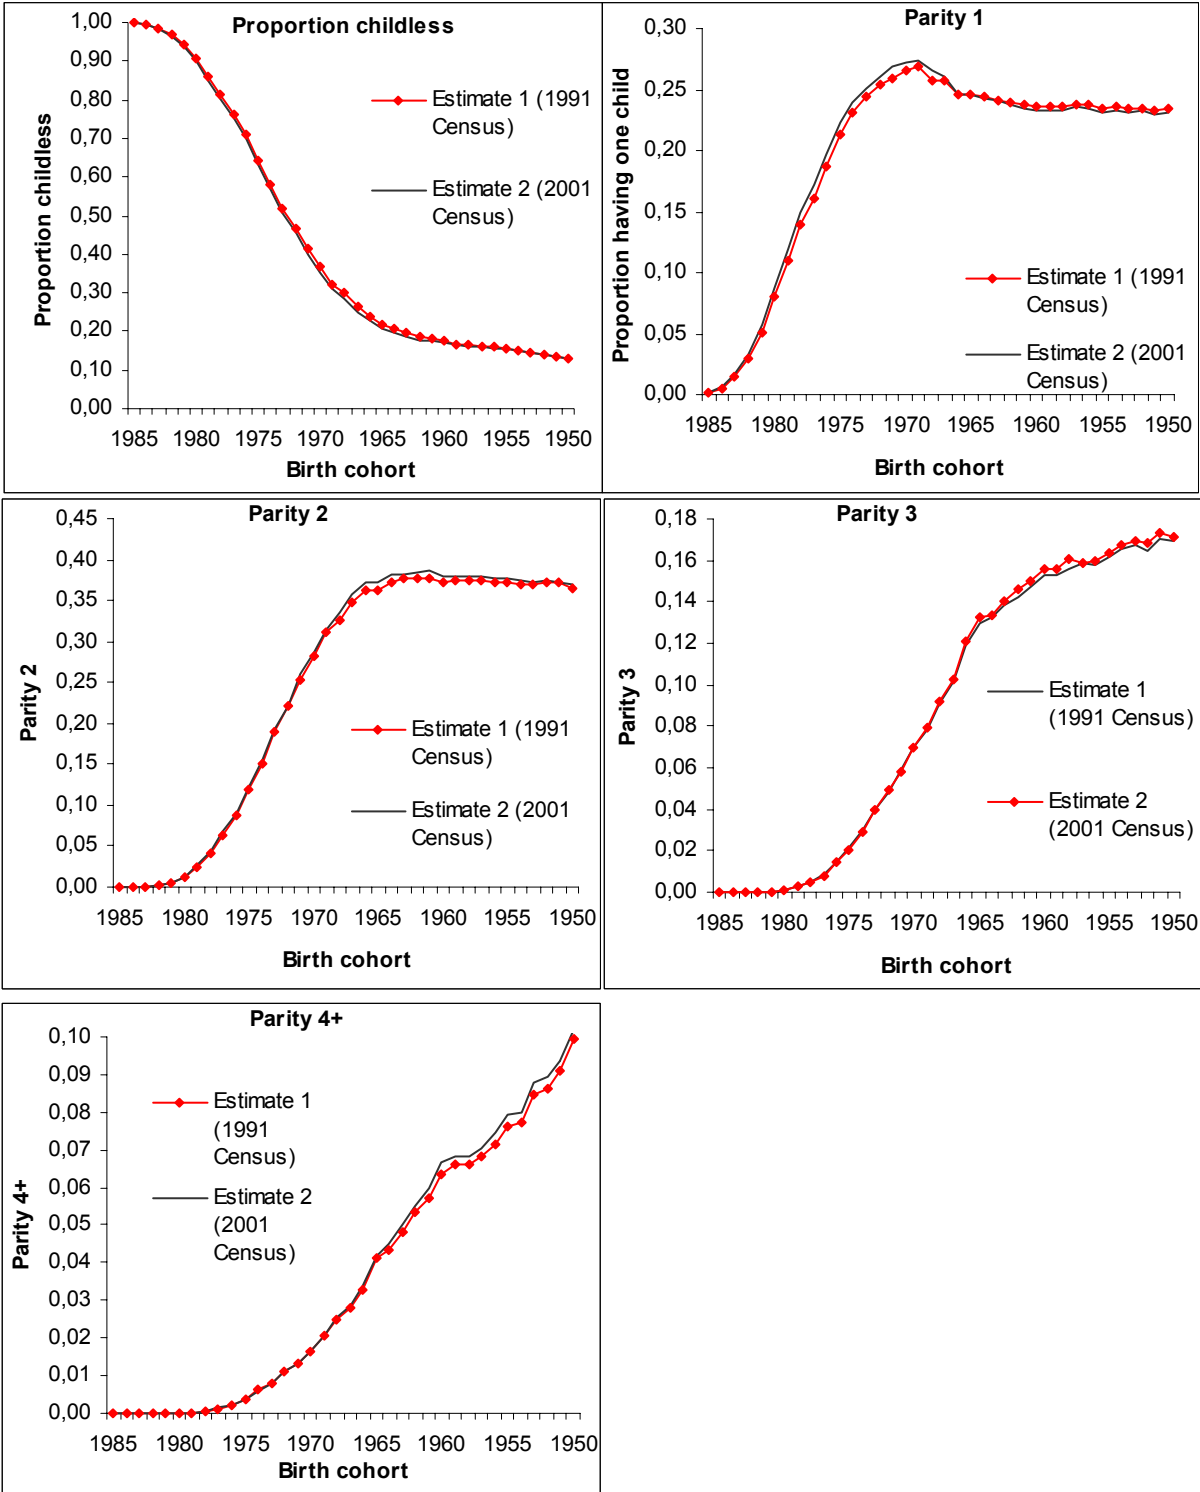 Proportion childless
1,00
0,90
0,80
0,70
0,60
0,50
0,40
0,30
0,20
0,10
0,00
Proportion childless
Estimate 1 (1991
Census)
Estimate 2 (2001
Census)
1985 1980 1975 1970 1965 1960 1955 1950
Birth cohort
Parity 1
0,30
0,25
0,20
0,15
0,10
0,05
0,00
Proportion having one child
Estimate 1 (1991
Census)
Estimate 2 (2001
Census)
1985 1980 1975 1970 1965 1960 1955 1950
Birth cohort
Parity 2
0,45
0,40
0,35
0,30
0,25
0,20
0,15
0,10
0,05
0,00
Parity 2
Estimate 1 (1991
Census)
Estimate 2 (2001
Census)
1985 1980 1975 1970 1965 1960 1955 1950
Birth cohort
Parity 3
0,18
0,16
0,14
0,12
0,10
0,08
0,06
0,04
0,02
0,00
Parity 3
Estimate 1
(1991 Census)
Estimate 2
(2001 Census)
1985 1980 1975 1970 1965 1960 1955 1950
Birth cohort
Parity 4+
0,10
0,09
0,08
0,07
0,06
0,05
0,04
0,03
0,02
0,01
0,00
Parity 4+
Estimate 1
(1991
Census)
Estimate 2
(2001
Census)
1985 1980 1975 1970 1965 1960 1955 1950
Birth cohort